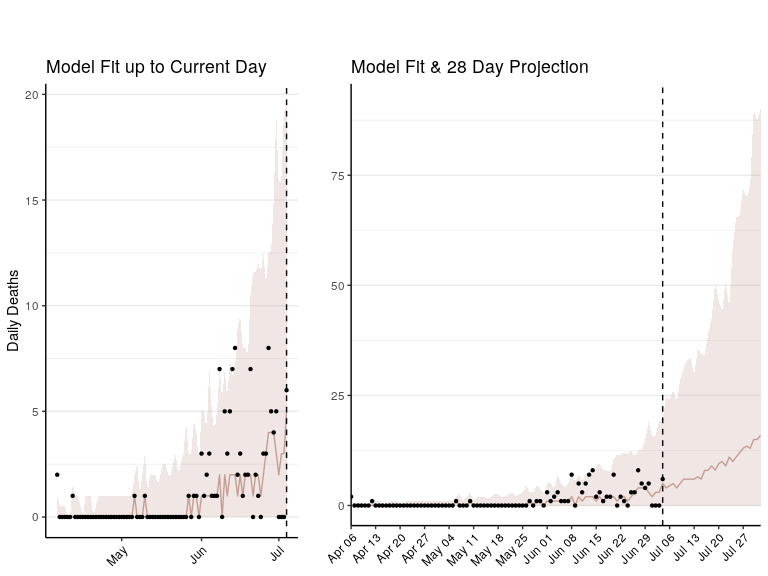 Model Fit up to Current Day
Daily Deaths
20
15
10
5
0
May
Jun
Jul
Model Fit & 28 Day Projection
75
50
25
0
Apr 06
Apr 13
Apr 20
Apr 27
May 04
May 11
May 18
May 25
Jun 01
Jun 08
Jun 15
Jun 22
Jun 29
Jul 06
Jul 13
Jul 20
Jul 27